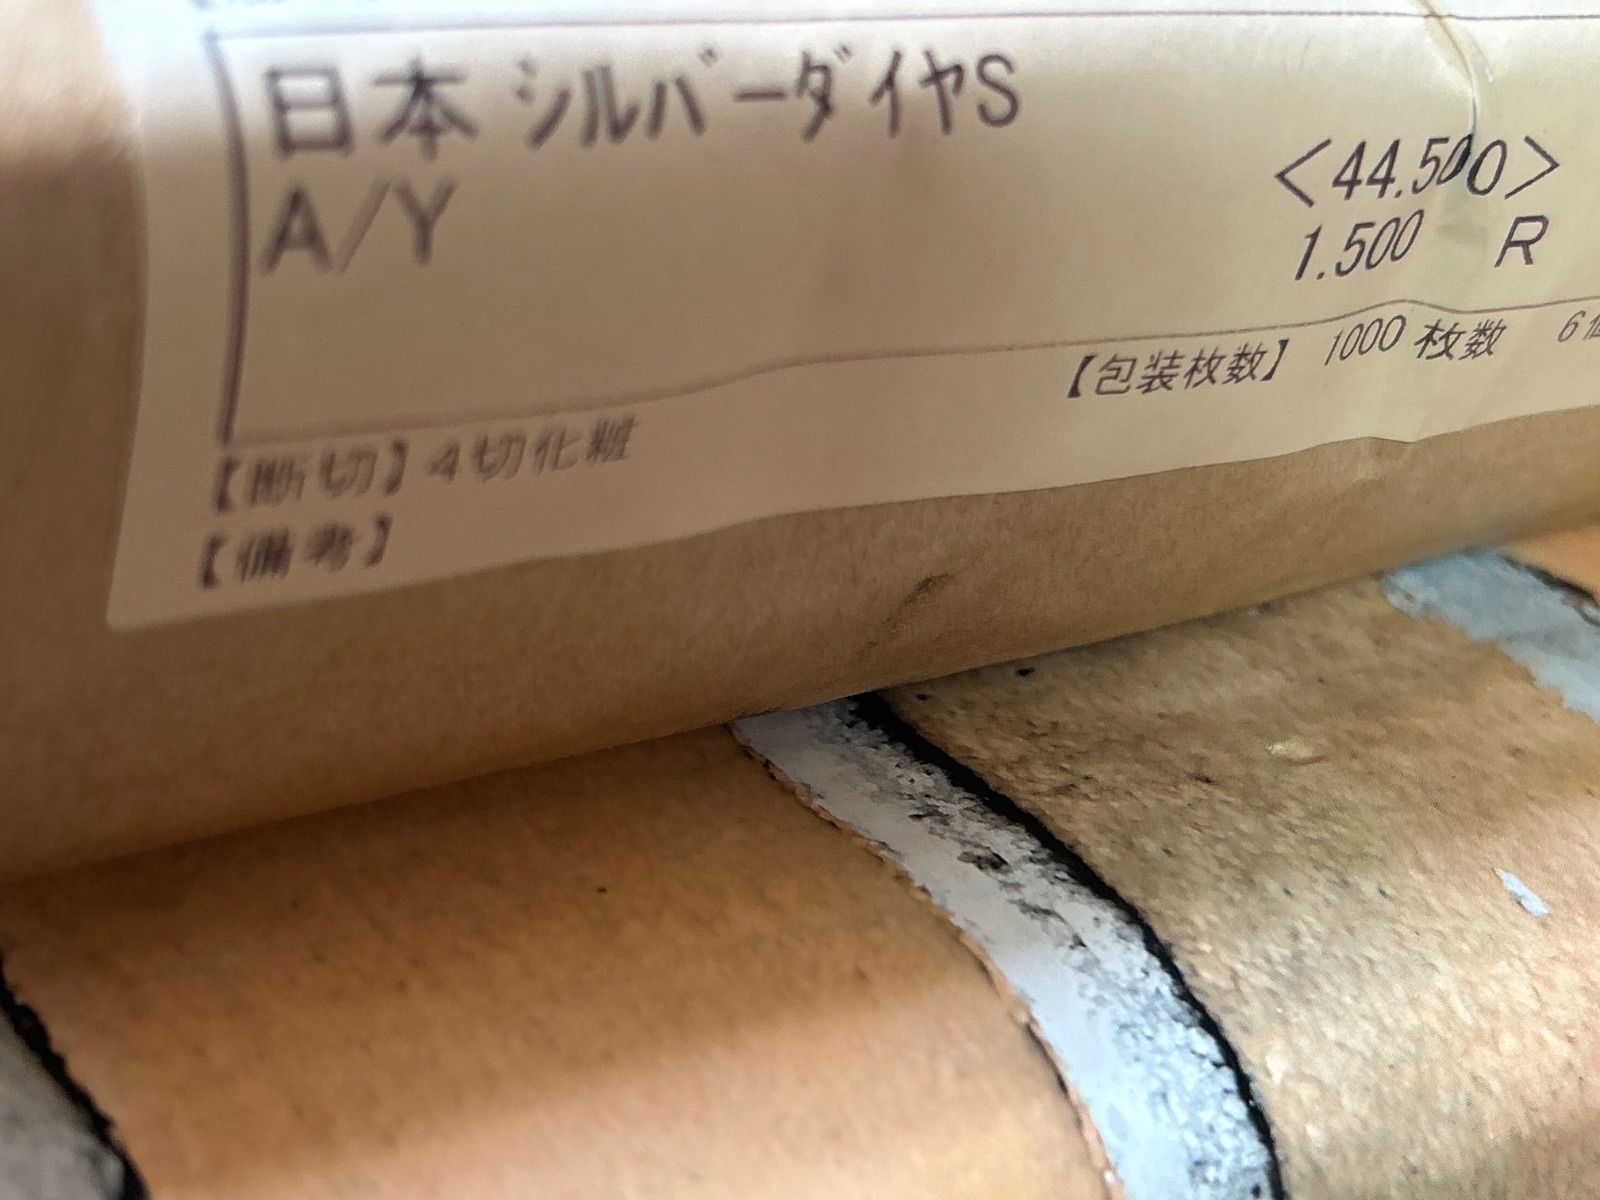 日本 シルバーダイヤS
A/Y
<44.500>
1.500 R
【包装枚数】 1000 枚数 6
【断切】4切化粧
【備考】